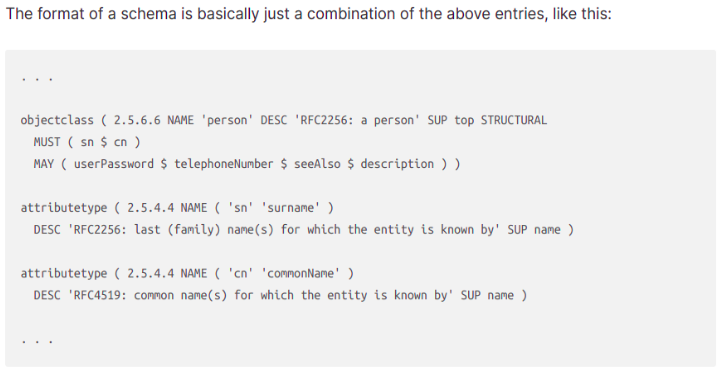 The format of a schema is basically just a combination of the above entries, like this:
. . .
objectclass ( 2.5.6.6 NAME 'person' DESC 'RFC2256: a person' SUP top STRUCTURAL
MUST ( sn $ cn )
MAY ( userPassword $ telephoneNumber $ seeAlso $ description ) )
attributetype ( 2.5.4.4 NAME ( 'sn' 'surname' )
DESC 'RFC2256: last (family) name(s) for which the entity is known by' SUP name )
attributetype ( 2.5.4.4 NAME ( 'cn' 'commonName' )
DESC 'RFC4519: common name(s) for which the entity is known by' SUP name )
. . .